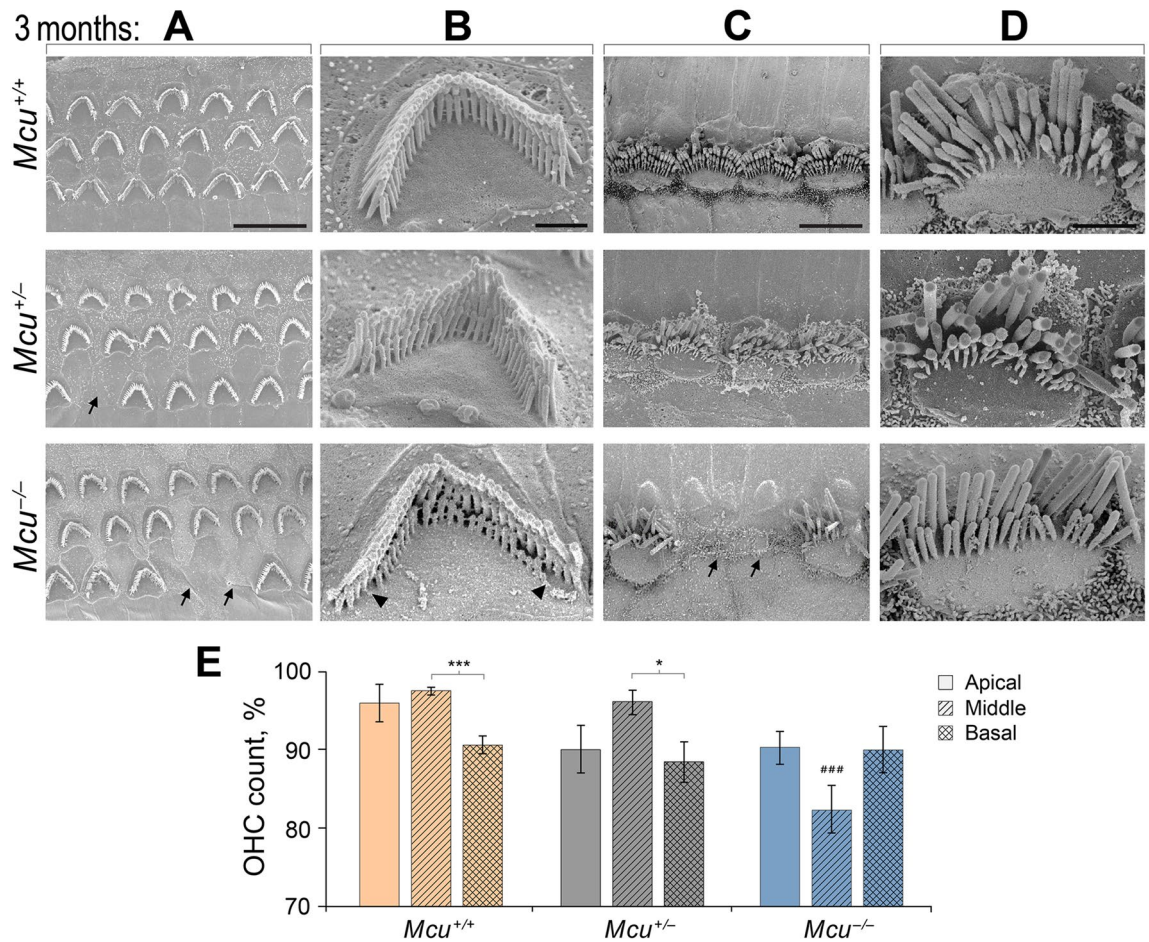 3 months: A B C D
Mcu+/+
Mcu+/–
Mcu–/–
E
OHC count, %
100
90
80
70
***
*
###
Apical
Middle
Basal
Mcu+/+ Mcu+/– Mcu–/–